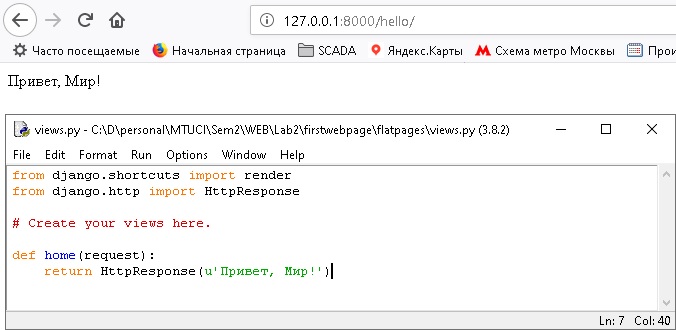 127.0.0.1:8000/hello/
Часто посещаемые Начальная страница SCADA Яндекс.Карты Схема метро Москвы Прои
Привет, Мир!
views.py - C:\D\personal\MTUCI\Sem2\WEB\Lab2\firstwebpage\flatpages\views.py (3.8.2)
File Edit Format Run Options Window Help
from django.shortcuts import render
from django.http import HttpResponse
# Create your views here.
def home(request):
    return HttpResponse(u'Привет, Мир!')
Ln: 7 Col: 40